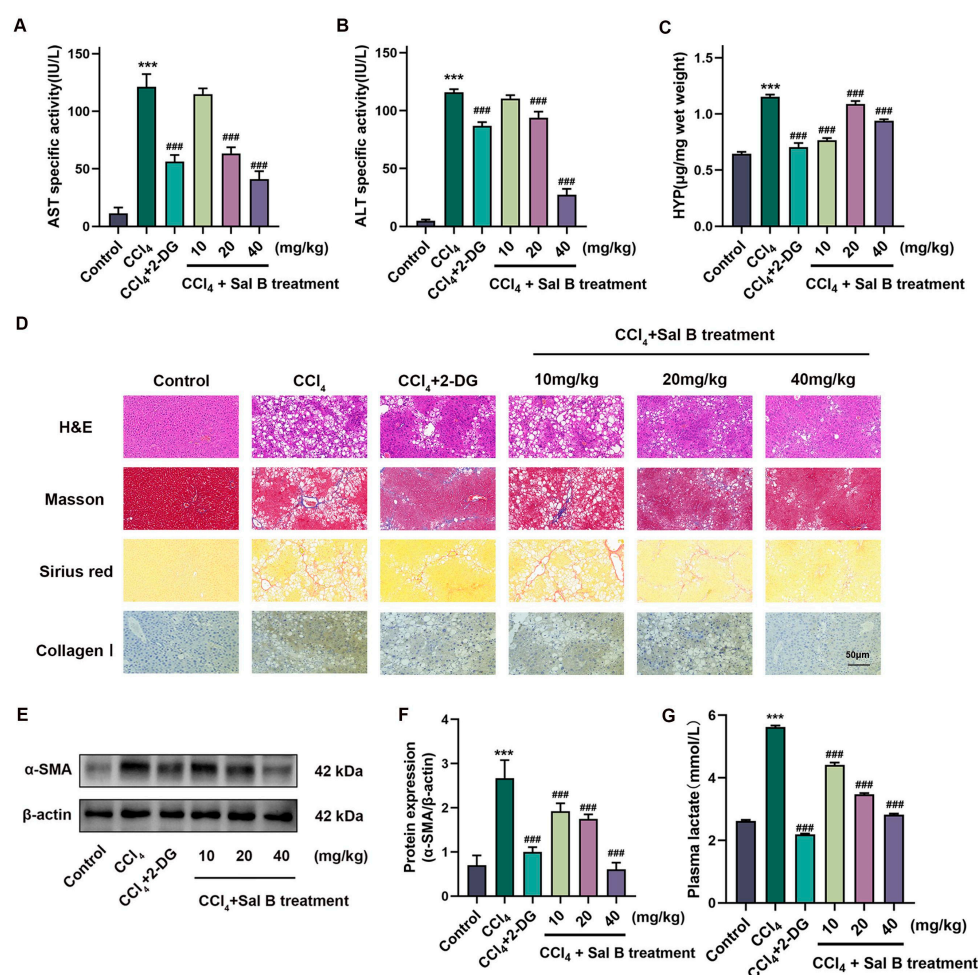 A
AST specific activity(IU/L)
150
100
50
0
***
###
###
###
Control
CCl₄
CCl₄+2-DG
10
20
40
(mg/kg)
CCl₄ + Sal B treatment
B
ALT specific activity(IU/L)
150
100
50
0
***
###
###
###
Control
CCl₄
CCl₄+2-DG
10
20
40
(mg/kg)
CCl₄ + Sal B treatment
C
HYP(μg/mg wet weight)
1.5
1.0
0.5
0.0
***
###
###
###
###
Control
CCl₄
CCl₄+2-DG
10
20
40
(mg/kg)
CCl₄ + Sal B treatment
D
CCl₄+Sal B treatment
Control
CCl₄
CCl₄+2-DG
10mg/kg
20mg/kg
40mg/kg
H&E
Masson
Sirius red
Collagen I
50μm
E
α-SMA
42 kDa
β-actin
42 kDa
Control
CCl₄
CCl₄+2-DG
10
20
40
(mg/kg)
CCl₄+Sal B treatment
F
Protein expression
(α-SMA/β-actin)
4
3
2
1
0
***
###
###
###
###
Control
CCl₄
CCl₄+2-DG
10
20
40
(mg/kg)
CCl₄ + Sal B treatment
G
Plasma lactate(mmol/L)
6
4
2
0
***
###
###
###
###
Control
CCl₄
CCl₄+2-DG
10
20
40
(mg/kg)
CCl₄ + Sal B treatment